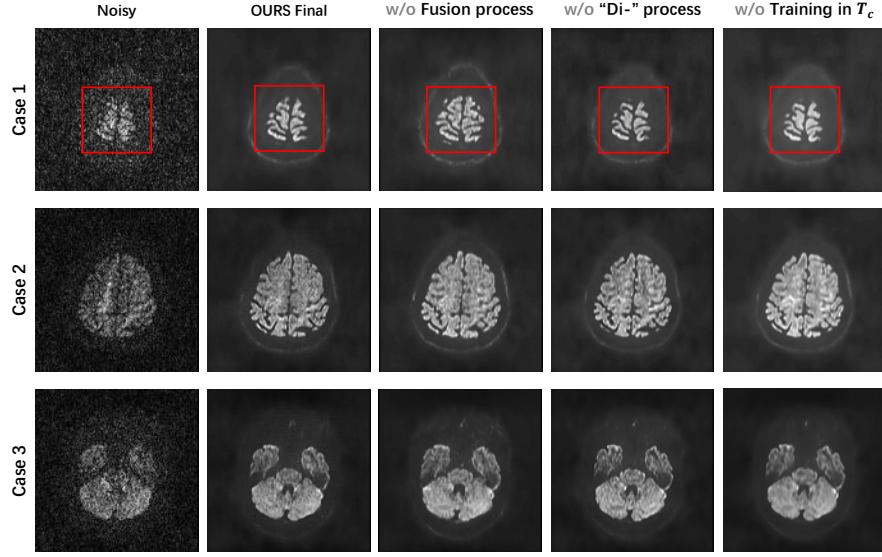 Noisy
OURS Final
w/o Fusion process
w/o “Di-” process
w/o Training in T_c
Case 1
Case 2
Case 3